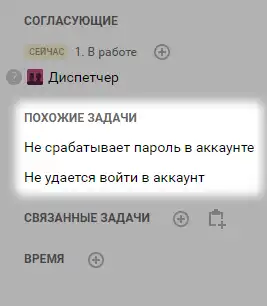 СОГЛАСУЮЩИЕ
СЕЙЧАС 1. В работе
? Диспетчер
ПОХОЖИЕ ЗАДАЧИ
Не срабатывает пароль в аккаунте
Не удается войти в аккаунт
СВЯЗАННЫЕ ЗАДАЧИ
ВРЕМЯ